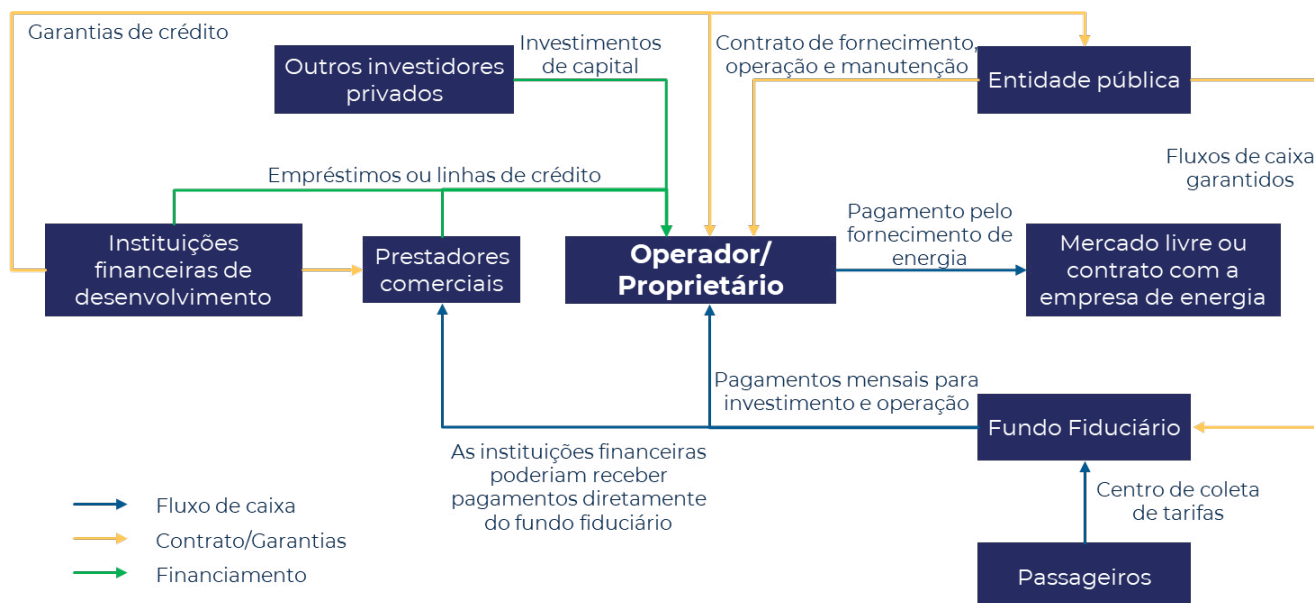 Garantias de crédito
Outros investidores
privados
Investimentos
de capital
Contrato de fornecimento,
operação e manutenção
Entidade pública
Fluxos de caixa
garantidos
Empréstimos ou linhas de crédito
Instituições
financeiras de
desenvolvimento
Prestadores
comerciais
Operador/
Proprietário
Pagamento pelo
fornecimento de
energia
Mercado livre ou
contrato com a
empresa de energia
Pagamentos mensais para
investimento e operação
Fundo Fiduciário
As instituições financeiras
poderiam receber
pagamentos diretamente
do fundo fiduciário
Centro de coleta
de tarifas
Passageiros
Fluxo de caixa
Contrato/Garantias
Financiamento